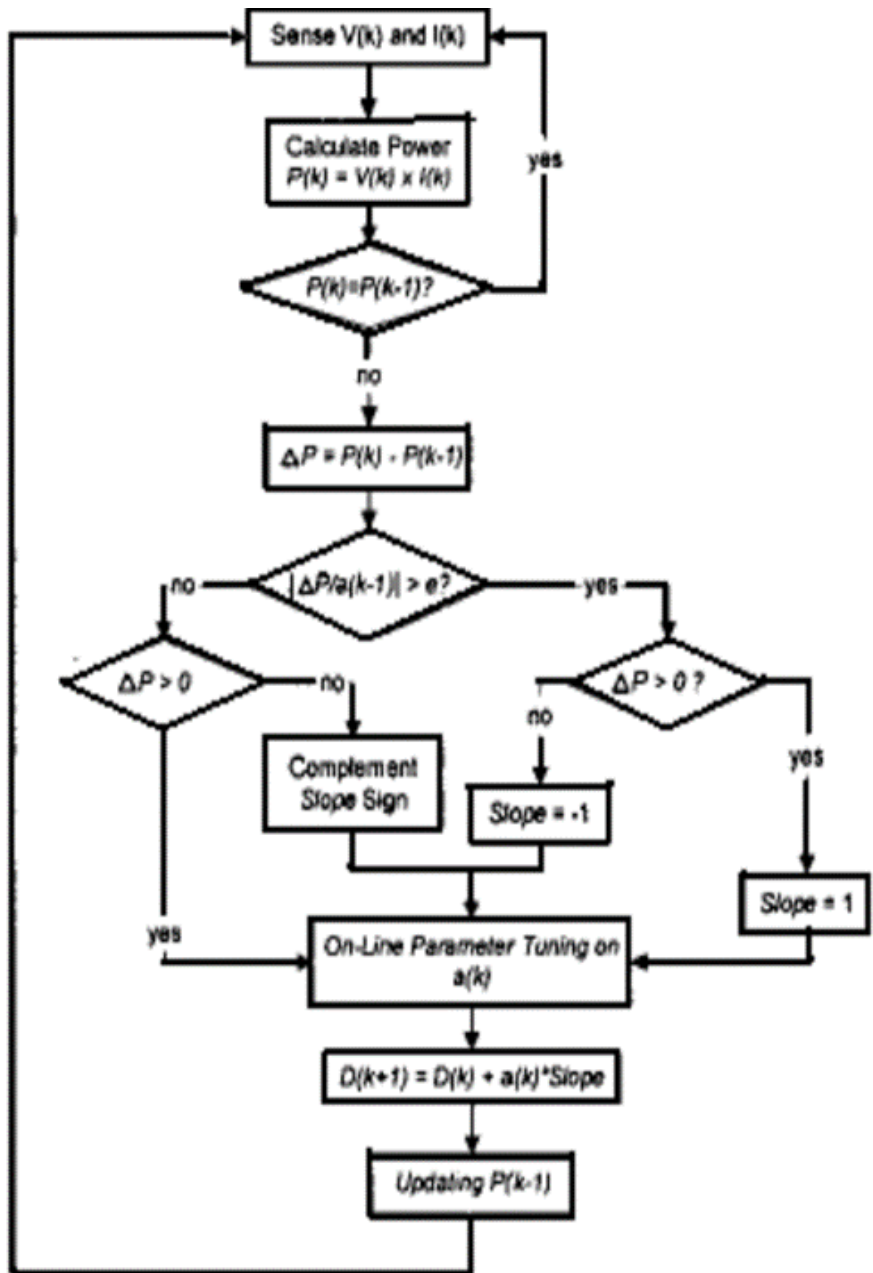 Sense V(k) and I(k)
Calculate Power
P(k) = V(k) x I(k)
yes
P(k)=P(k-1)?
no
ΔP = P(k) - P(k-1)
no
|ΔP/a(k-1)| > e?
yes
ΔP > 0
no
no
ΔP > 0 ?
yes
Complement
Slope Sign
Slope = -1
Slope = 1
yes
On-Line Parameter Tuning on
a(k)
D(k+1) = D(k) + a(k)*Slope
Updating P(k-1)